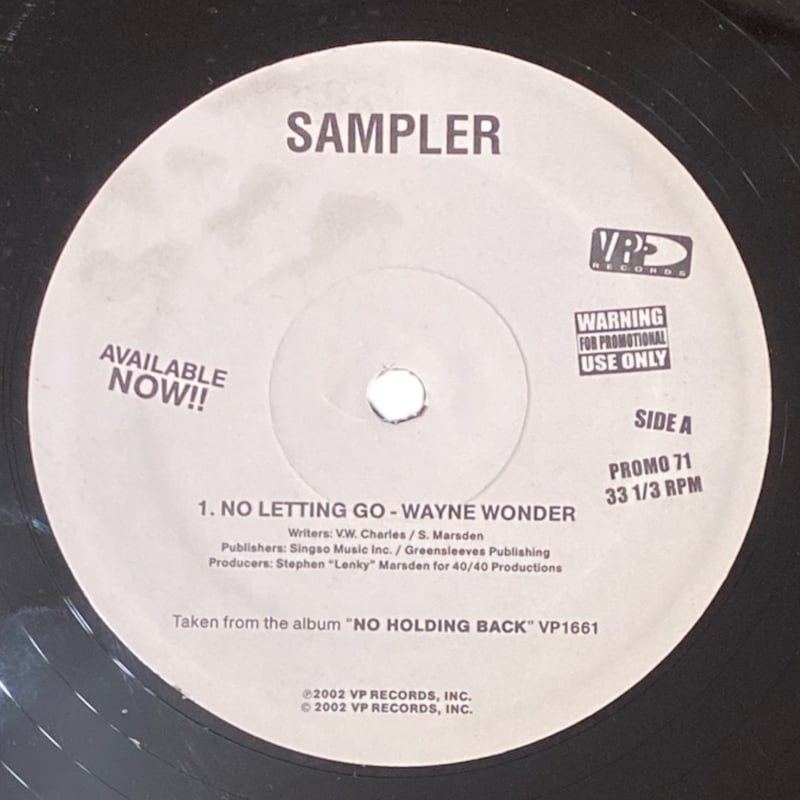 SAMPLER
VP
RECORDS
WARNING
FOR PROMOTIONAL
USE ONLY
AVAILABLE
NOW!!
SIDE A
PROMO 71
33 1/3 RPM
1. NO LETTING GO - WAYNE WONDER
Writers: V.W. Charles / S. Marsden
Publishers: Singso Music Inc. / Greensleeves Publishing
Producers: Stephen "Lenky" Marsden for 40/40 Productions
Taken from the album "NO HOLDING BACK" VP1661
℗2002 VP RECORDS, INC.
© 2002 VP RECORDS, INC.